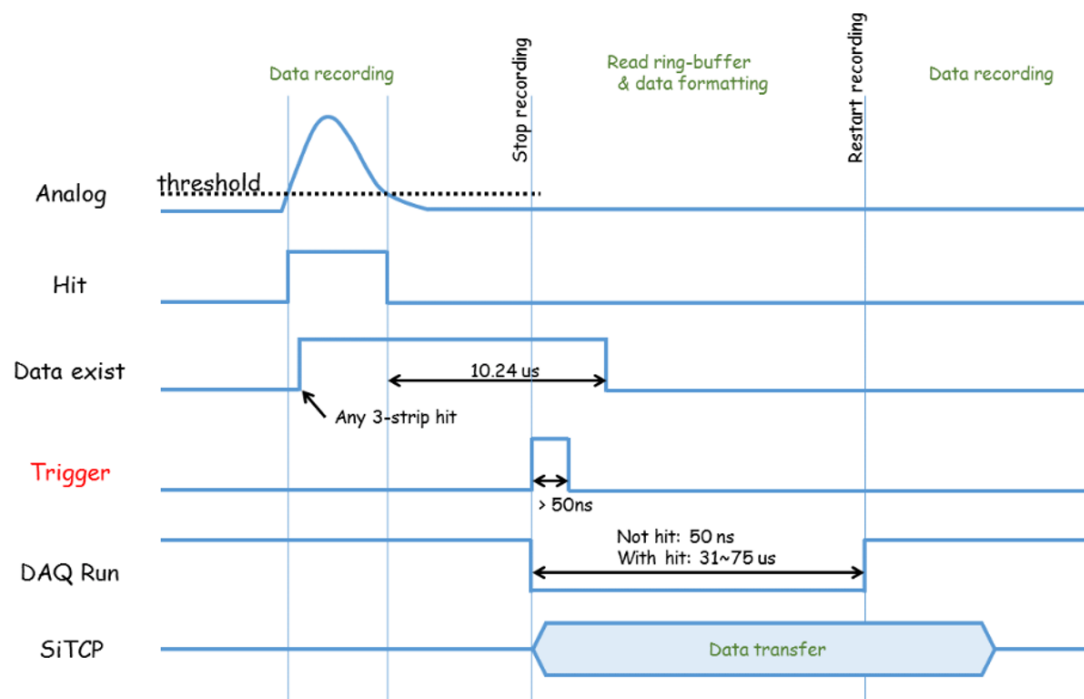 Data recording
Stop recording
Read ring-buffer
& data formatting
Restart recording
Data recording
threshold
Analog
Hit
Data exist
10.24 us
Any 3-strip hit
Trigger
> 50ns
Not hit: 50 ns
With hit: 31~75 us
DAQ Run
SiTCP
Data transfer